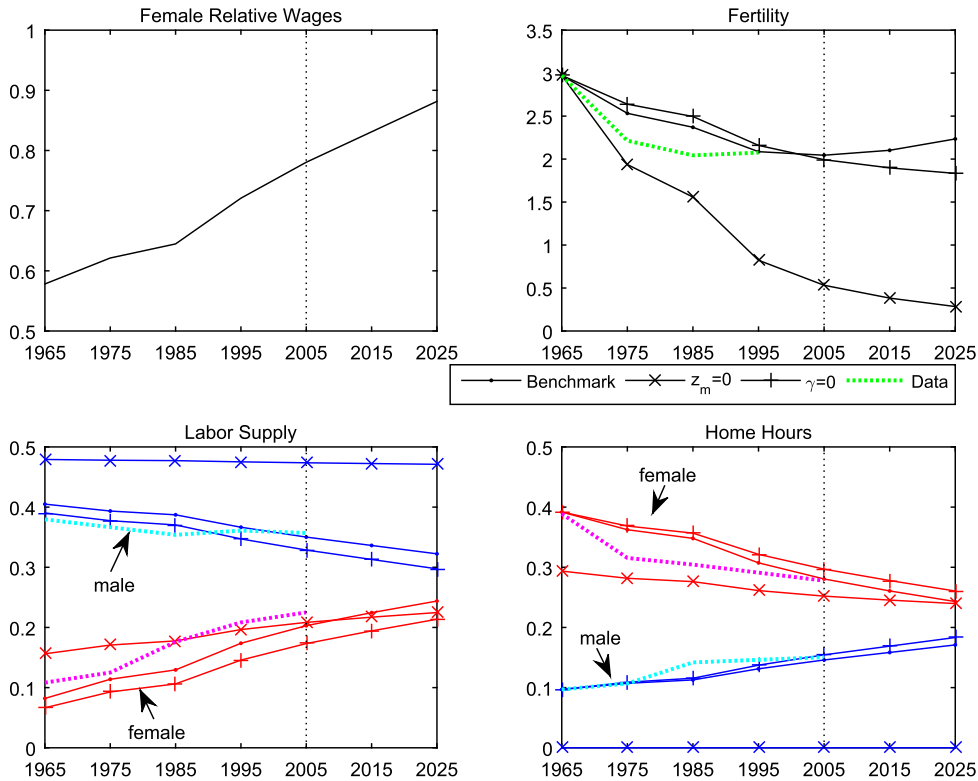 Female Relative Wages
1
0.9
0.8
0.7
0.6
0.5
1965 1975 1985 1995 2005 2015 2025
Fertility
3.5
3
2.5
2
1.5
1
0.5
0
1965 1975 1985 1995 2005 2015 2025
Benchmark z_m=0 γ=0 Data
Labor Supply
0.5
0.4
0.3
0.2
0.1
0
male
female
1965 1975 1985 1995 2005 2015 2025
Home Hours
0.5
0.4
0.3
0.2
0.1
0
female
male
1965 1975 1985 1995 2005 2015 2025